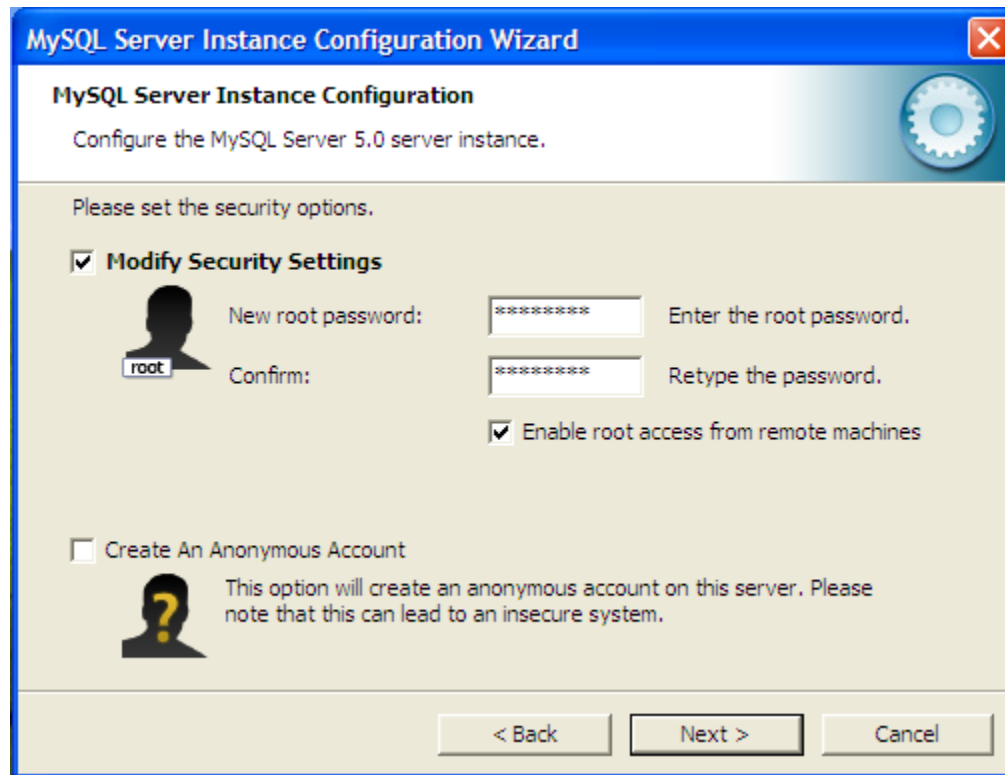 MySQL Server Instance Configuration Wizard
MySQL Server Instance Configuration
Configure the MySQL Server 5.0 server instance.
Please set the security options.
Modify Security Settings
root
New root password: ******** Enter the root password.
Confirm: ******** Retype the password.
Enable root access from remote machines
Create An Anonymous Account
?
This option will create an anonymous account on this server. Please
note that this can lead to an insecure system.
< Back Next > Cancel